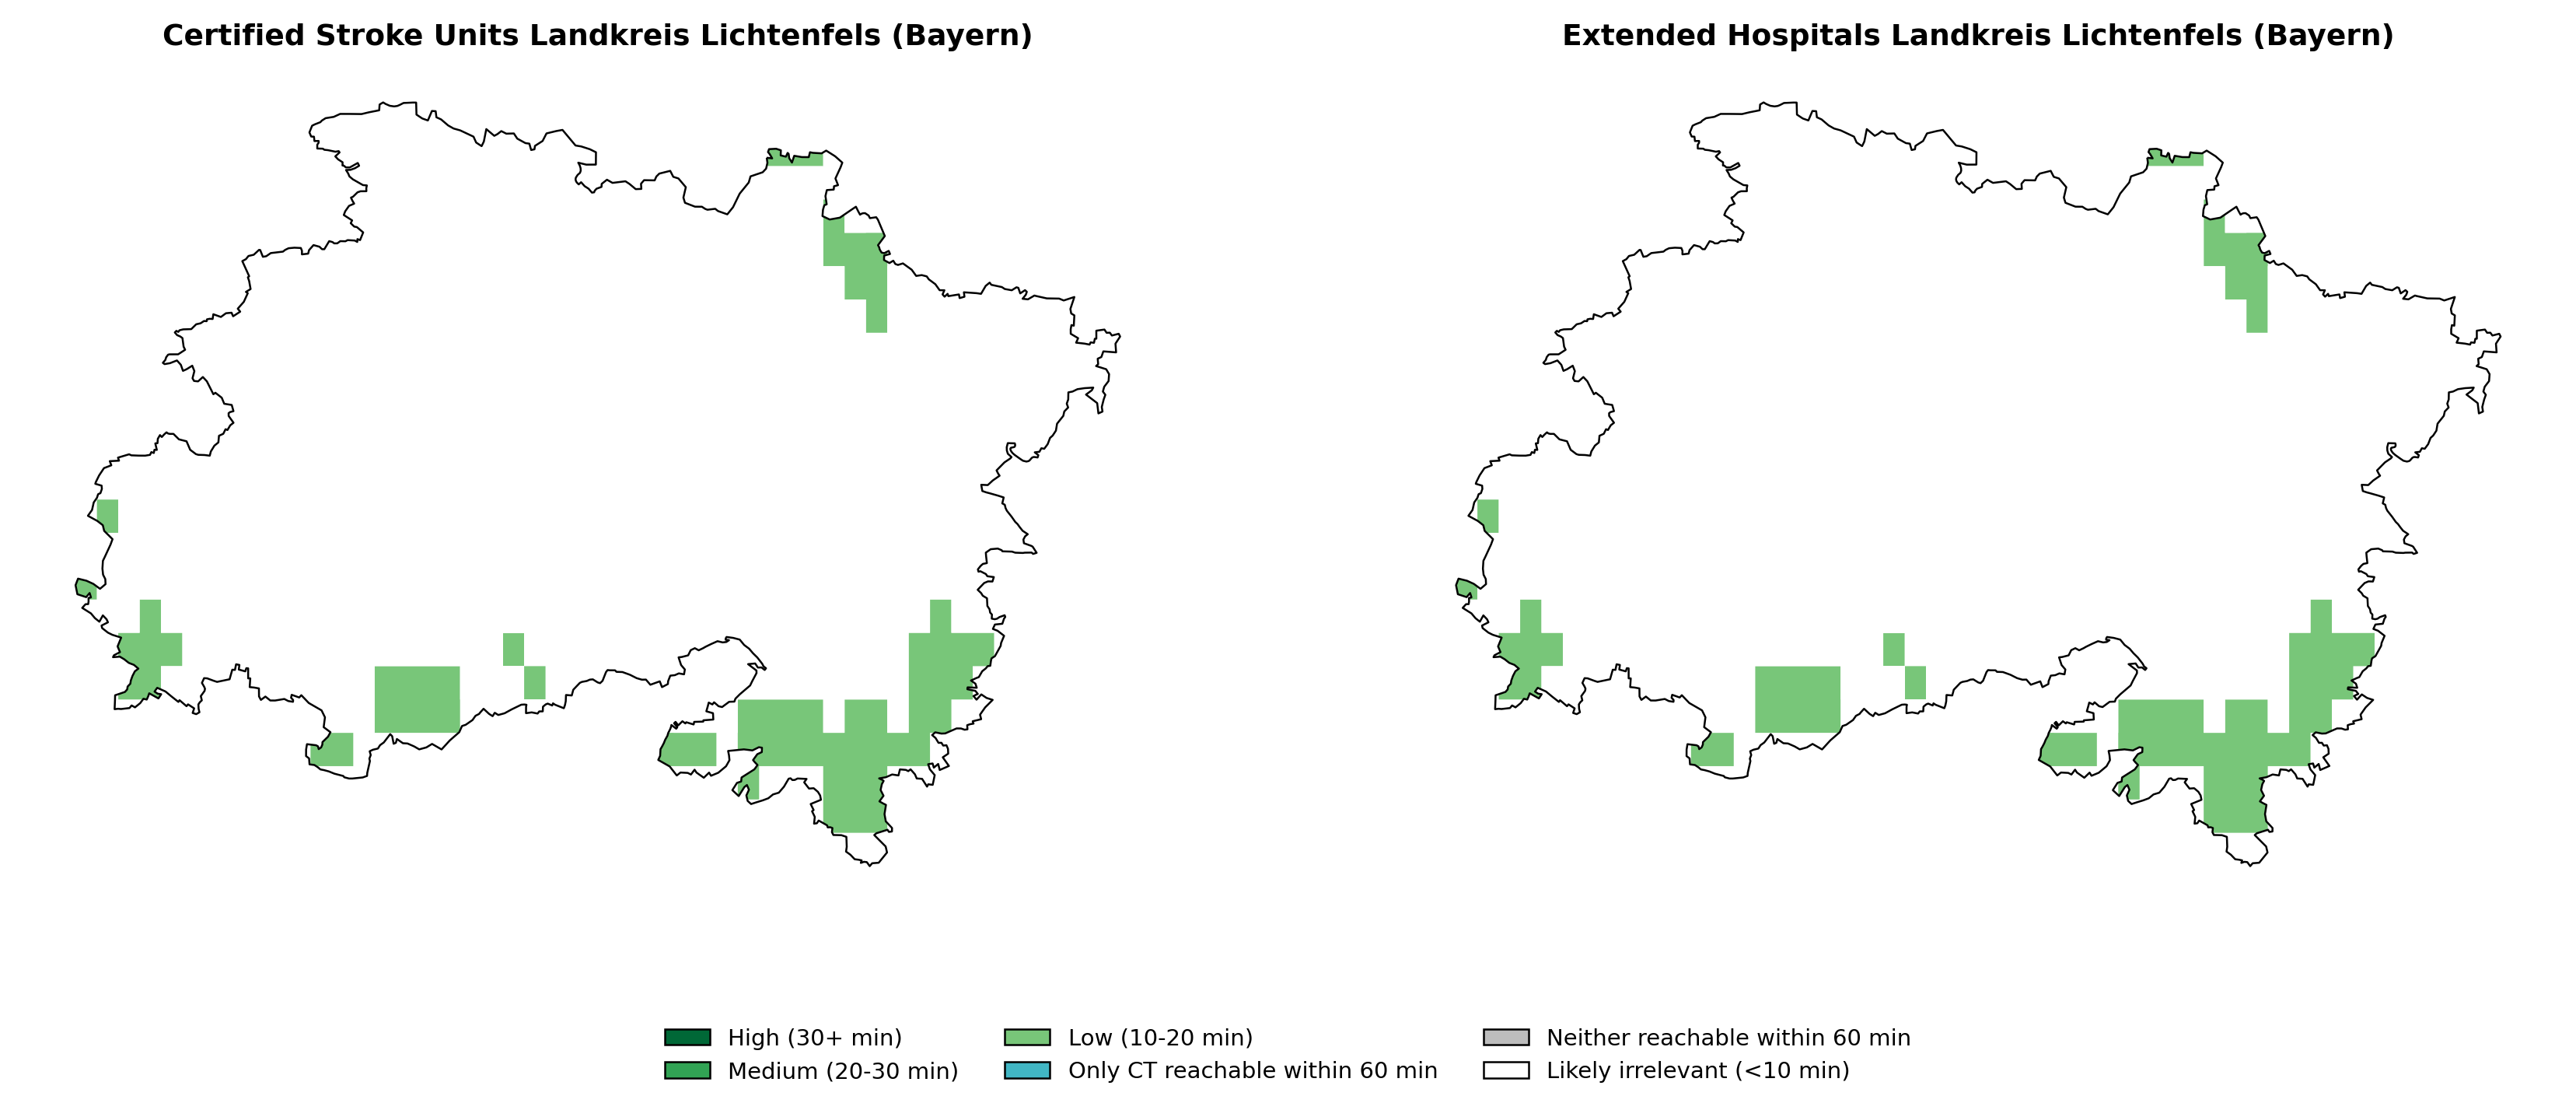 Certified Stroke Units Landkreis Lichtenfels (Bayern)
Extended Hospitals Landkreis Lichtenfels (Bayern)
High (30+ min)
Medium (20-30 min)
Low (10-20 min)
Only CT reachable within 60 min
Neither reachable within 60 min
Likely irrelevant (<10 min)